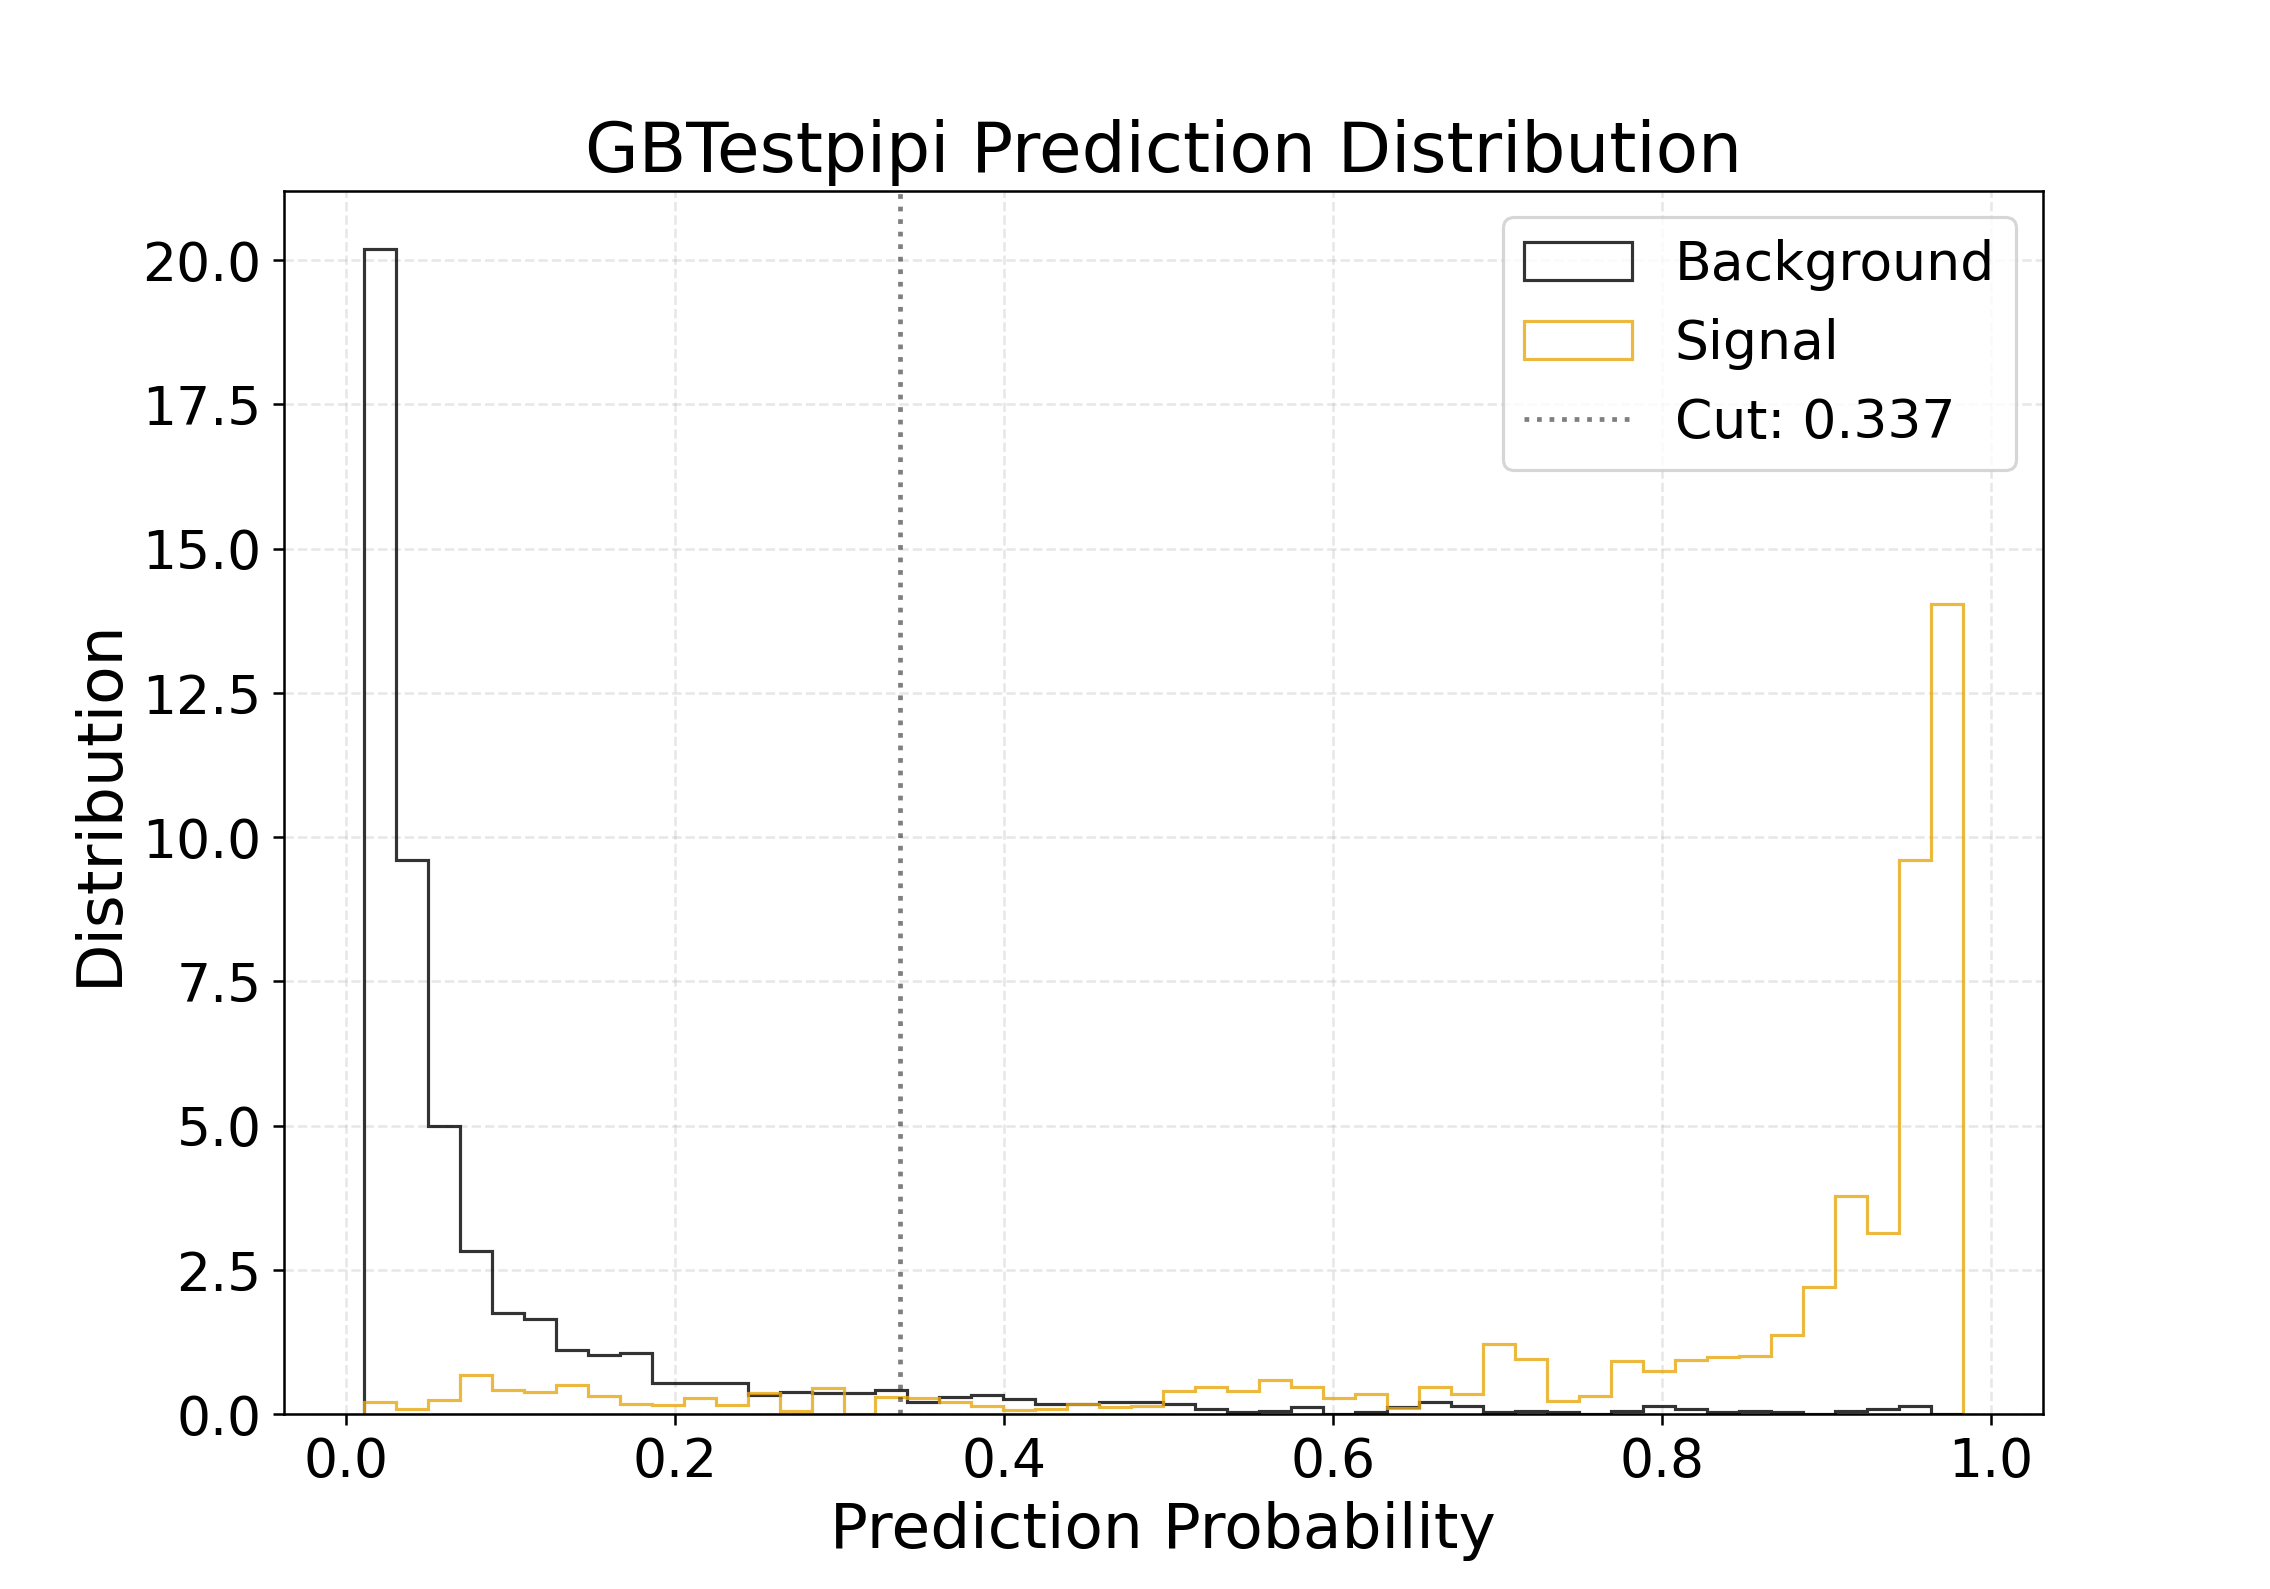 GBTestpipi Prediction Distribution
Background
Signal
Cut: 0.337
Distribution
20.0
17.5
15.0
12.5
10.0
7.5
5.0
2.5
0.0
0.0 0.2 0.4 0.6 0.8 1.0
Prediction Probability